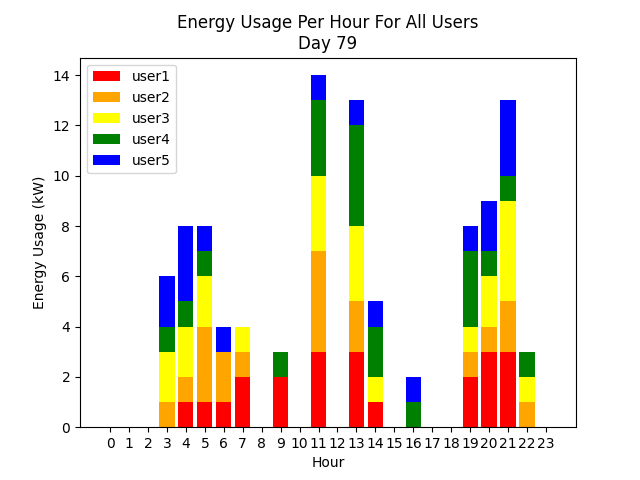 Energy Usage Per Hour For All Users
Day 79
user1
user2
user3
user4
user5
Energy Usage (kW)
14
12
10
8
6
4
2
0
0 1 2 3 4 5 6 7 8 9 10 11 12 13 14 15 16 17 18 19 20 21 22 23
Hour